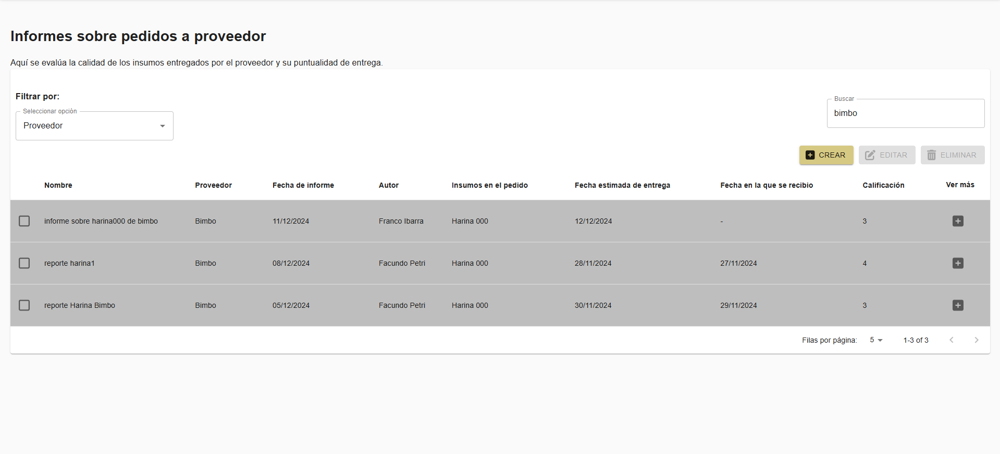 Informes sobre pedidos a proveedor
Aquí se evalúa la calidad de los insumos entregados por el proveedor y su puntualidad de entrega.
Filtrar por:
Seleccionar opción
Proveedor
Buscar
bimbo
CREAR EDITAR ELIMINAR
Nombre Proveedor Fecha de informe Autor Insumos en el pedido Fecha estimada de entrega Fecha en la que se recibio Calificación Ver más
informe sobre harina000 de bimbo Bimbo 11/12/2024 Franco Ibarra Harina 000 12/12/2024 - 3
reporte harina1 Bimbo 08/12/2024 Facundo Petri Harina 000 28/11/2024 27/11/2024 4
reporte Harina Bimbo Bimbo 05/12/2024 Facundo Petri Harina 000 30/11/2024 29/11/2024 3
Filas por página: 5 1-3 of 3